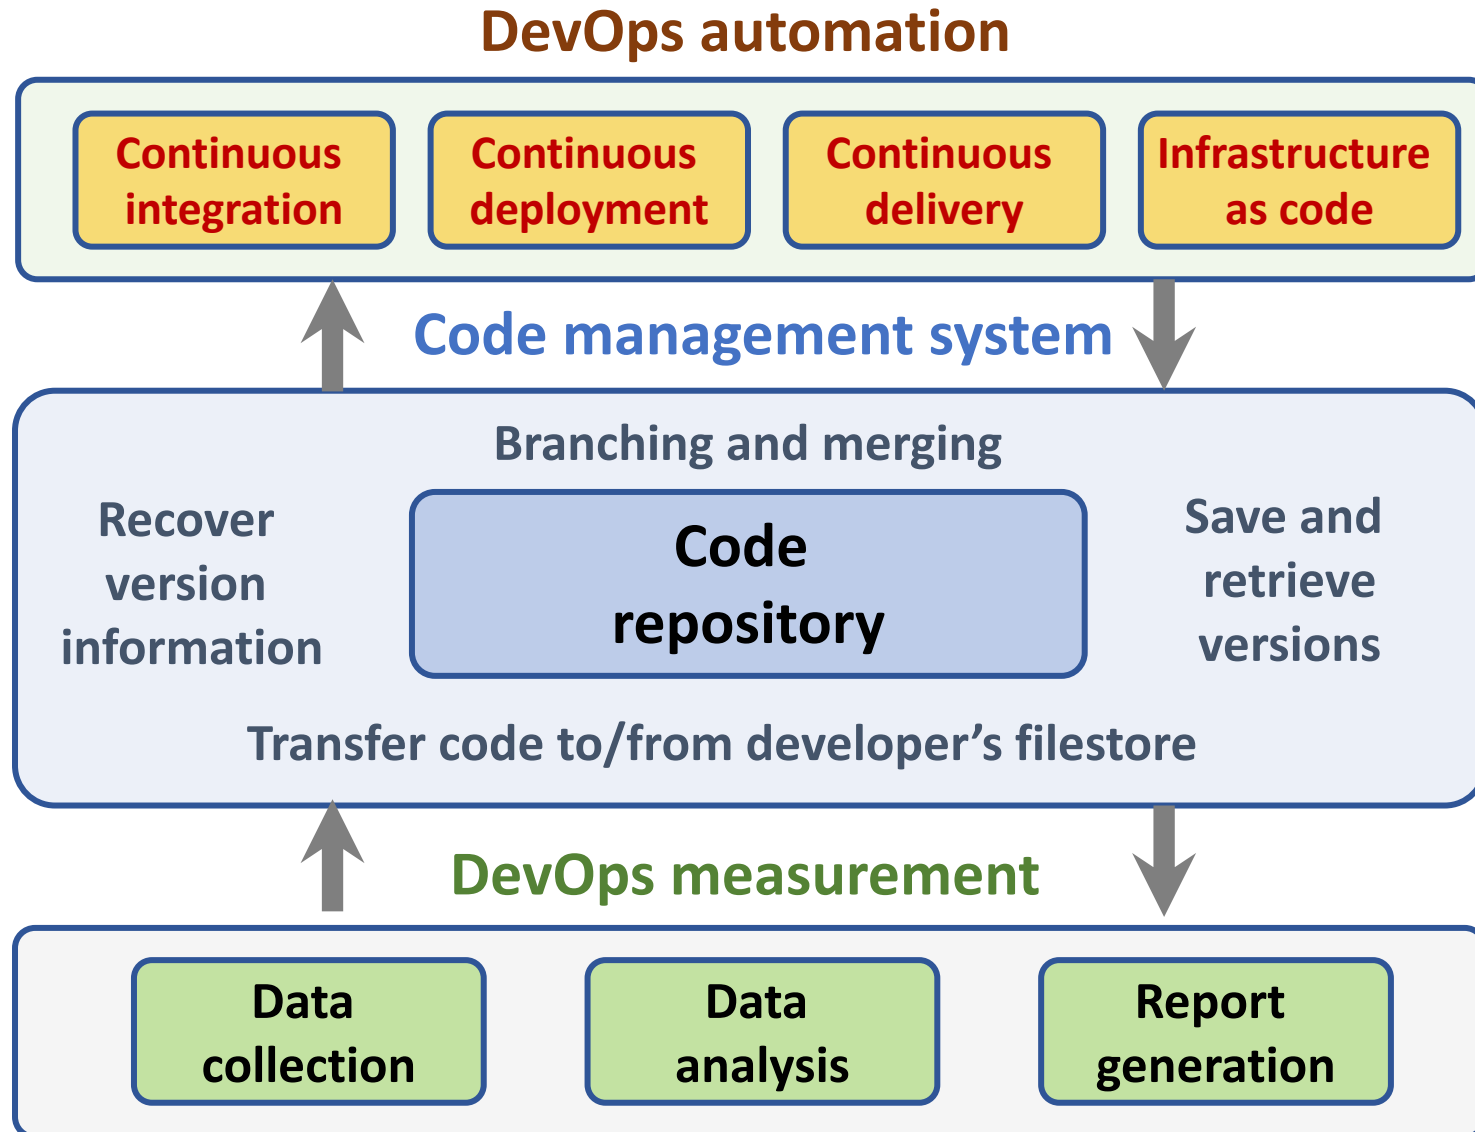 DevOps automation
Continuous
integration
Continuous
deployment
Continuous
delivery
Infrastructure
as code
Code management system
Branching and merging
Recover
version
information
Code
repository
Save and
retrieve
versions
Transfer code to/from developer’s filestore
DevOps measurement
Data
collection
Data
analysis
Report
generation